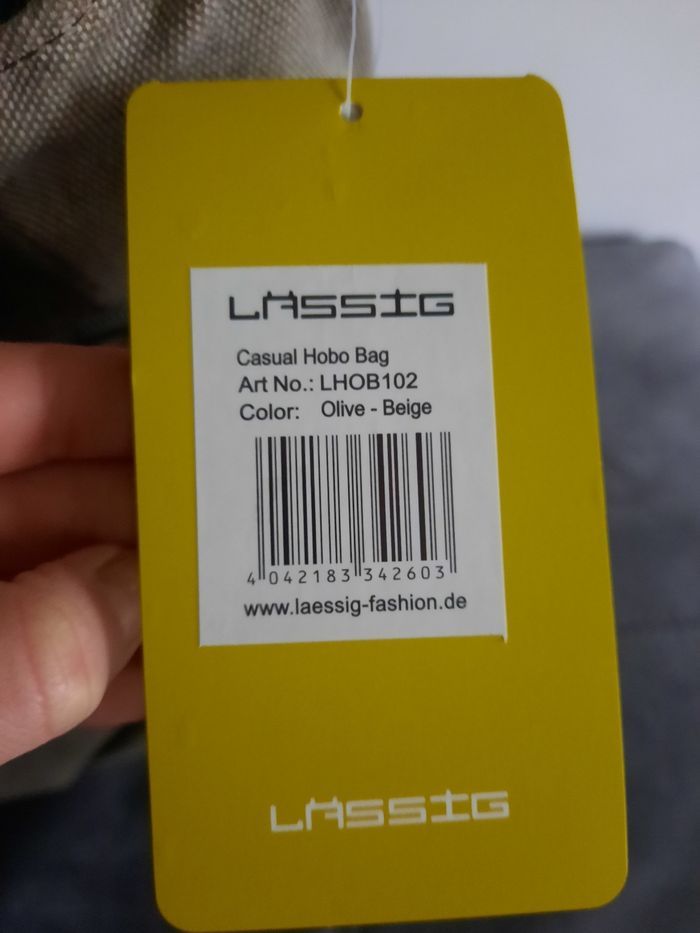 LÄSSIG
Casual Hobo Bag
Art No.: LHOB102
Color: Olive - Beige
4 042183 342603
www.laessig-fashion.de
LÄSSIG